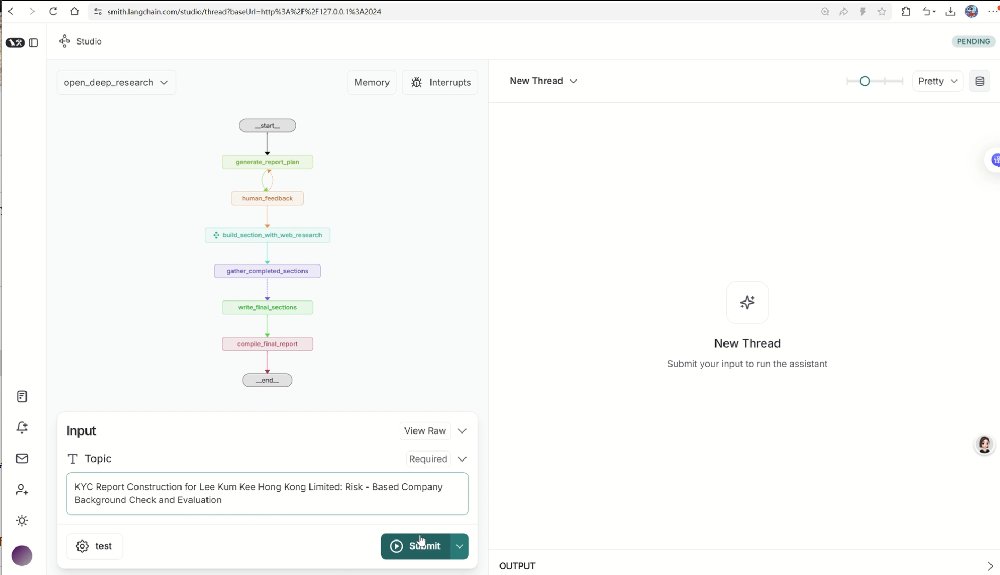 smith.langchain.com/studio/thread?baseUrl=http%3A%2F%2F127.0.0.1%3A2024
Studio
PENDING
open_deep_research
Memory
Interrupts
New Thread
Pretty
__start__
generate_report_plan
human_feedback
build_section_with_web_research
gather_completed_sections
write_final_sections
compile_final_report
__end__
译
New Thread
Submit your input to run the assistant
Input
View Raw
Topic
Required
KYC Report Construction for Lee Kum Kee Hong Kong Limited: Risk - Based Company
Background Check and Evaluation
test
Submit
OUTPUT